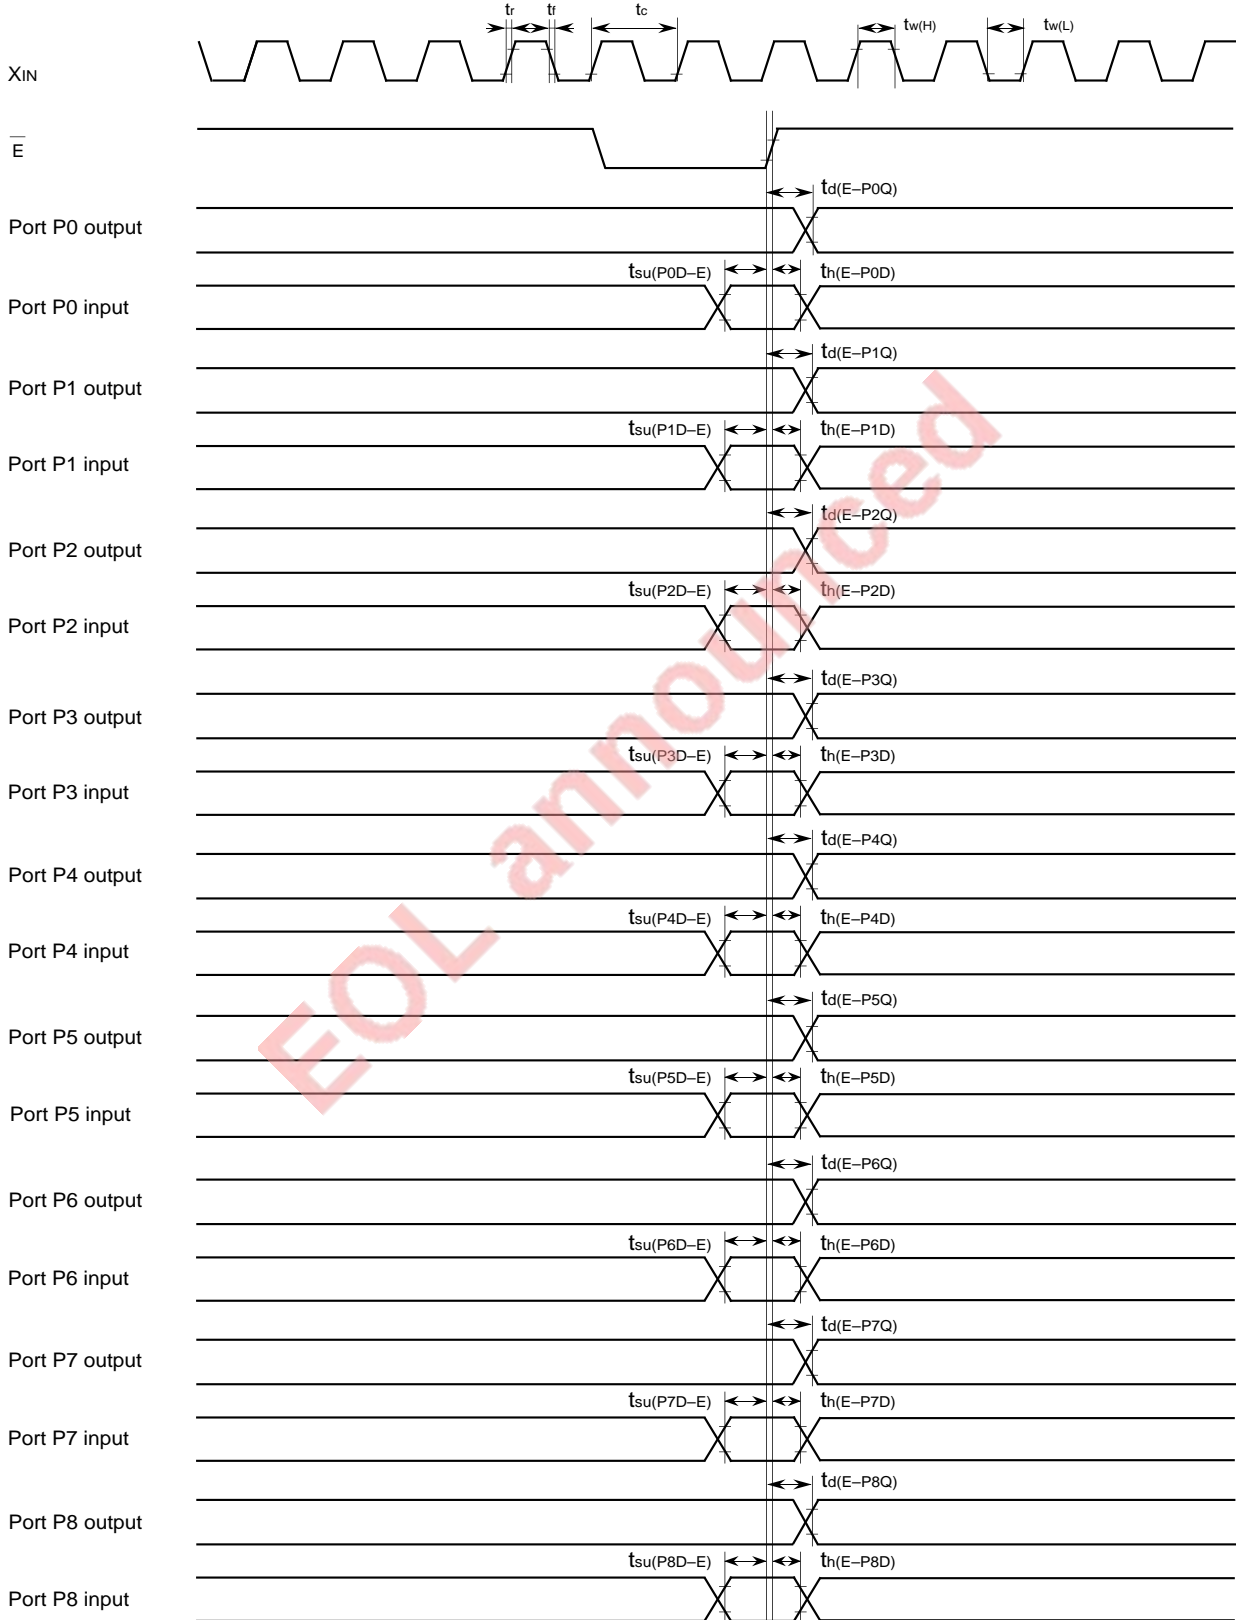 tr tf tc tw(H) tw(L)
XIN
E
td(E–P0Q)
Port P0 output
tsu(P0D–E) th(E–P0D)
Port P0 input
td(E–P1Q)
Port P1 output
tsu(P1D–E) th(E–P1D)
Port P1 input
td(E–P2Q)
Port P2 output
tsu(P2D–E) th(E–P2D)
Port P2 input
td(E–P3Q)
Port P3 output
tsu(P3D–E) th(E–P3D)
Port P3 input
td(E–P4Q)
Port P4 output
tsu(P4D–E) th(E–P4D)
Port P4 input
td(E–P5Q)
Port P5 output
tsu(P5D–E) th(E–P5D)
Port P5 input
td(E–P6Q)
Port P6 output
tsu(P6D–E) th(E–P6D)
Port P6 input
td(E–P7Q)
Port P7 output
tsu(P7D–E) th(E–P7D)
Port P7 input
td(E–P8Q)
Port P8 output
tsu(P8D–E) th(E–P8D)
Port P8 input
EOL announced